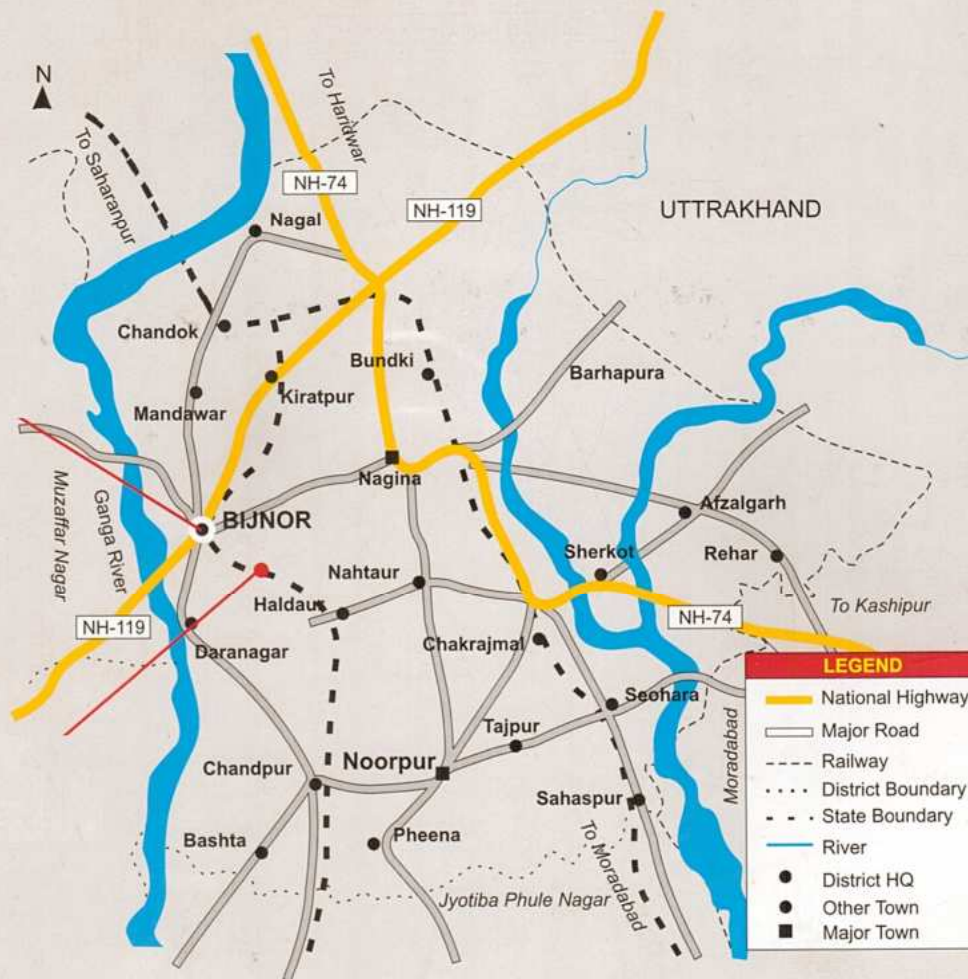 N
To Haridwar
To Saharanpur
NH-74
NH-119
UTTRAKHAND
Nagal
Chandok
Bundki
Barhapura
Kiratpur
Mandawar
Nagina
Muzaffar Nagar
Ganga River
BIJNOR
Afzalgarh
Sherkot
Rehar
Nahtaur
Haldaur
To Kashipur
NH-119
NH-74
Chakrajmal
Daranagar
Seohara
Tajpur
Noorpur
Moradabad
Chandpur
Sahaspur
Bashta
Pheena
To Moradabad
Jyotiba Phule Nagar
LEGEND
National Highway
Major Road
Railway
District Boundary
State Boundary
River
District HQ
Other Town
Major Town